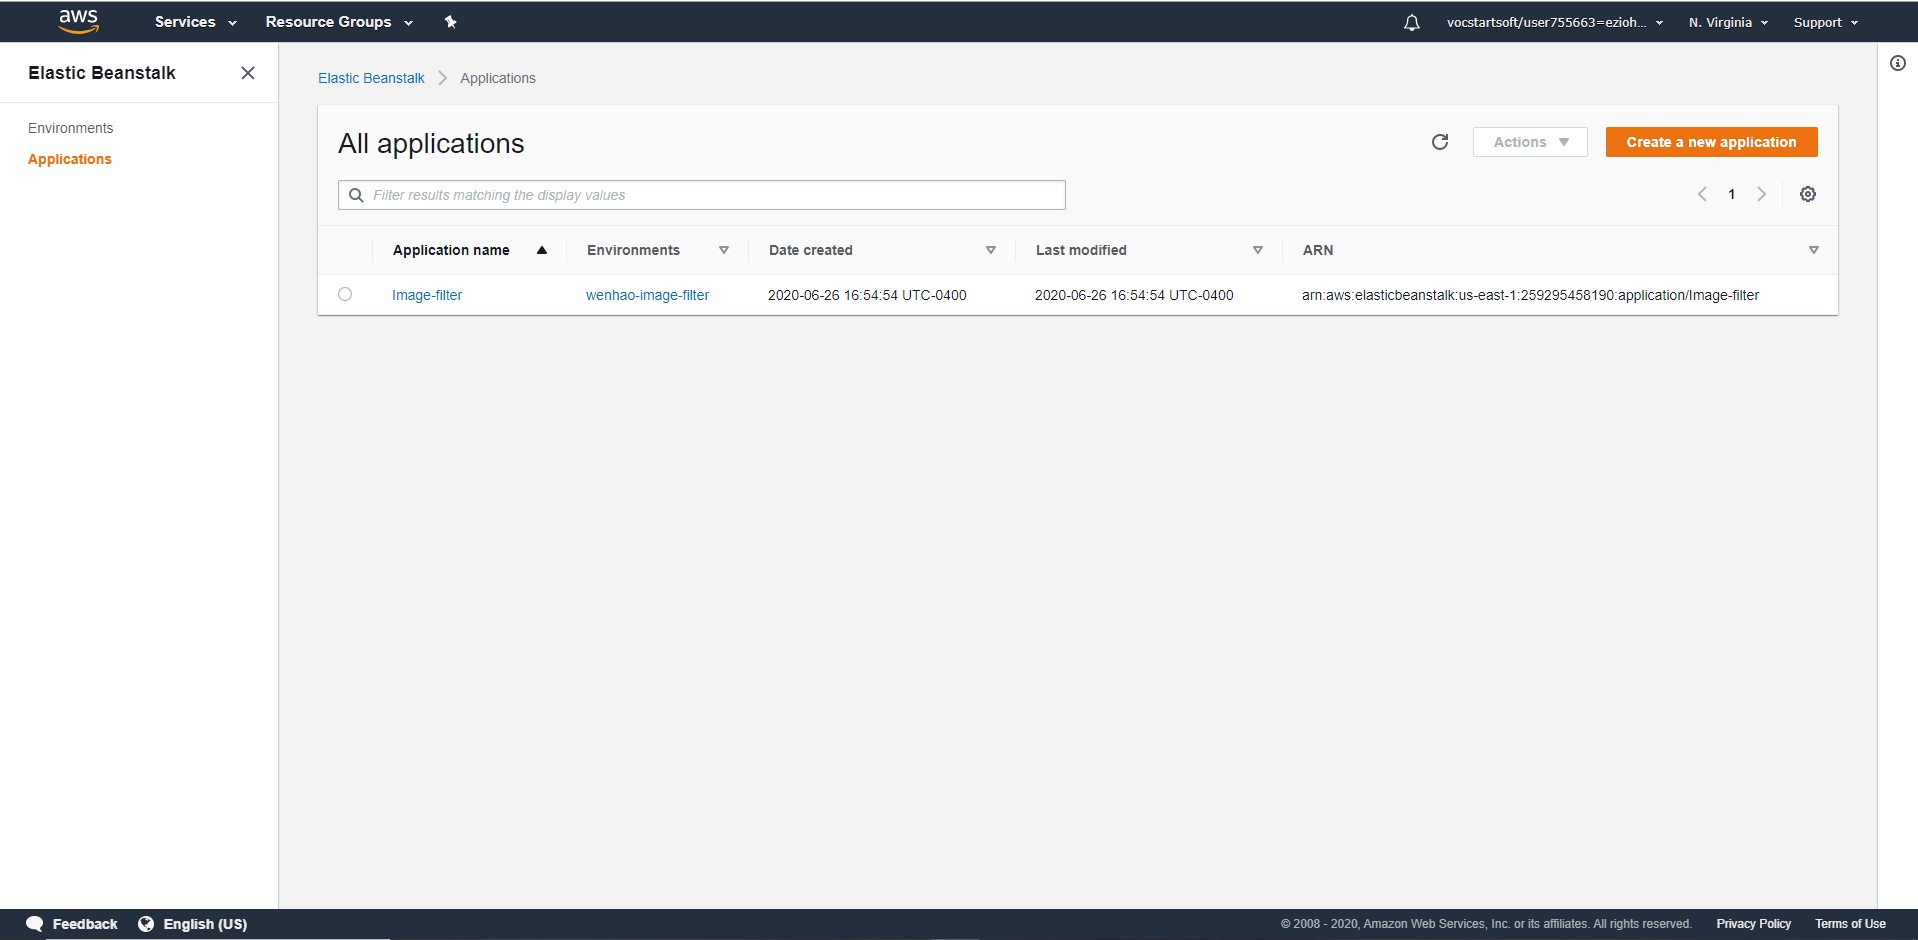 aws Services Resource Groups vocstartsoft/user755663=ezioh... N. Virginia Support
Elastic Beanstalk
Environments
Applications
Elastic Beanstalk Applications
All applications
Actions Create a new application
Filter results matching the display values
1
Application name Environments Date created Last modified ARN
Image-filter wenhao-image-filter 2020-06-26 16:54:54 UTC-0400 2020-06-26 16:54:54 UTC-0400 arn:aws:elasticbeanstalk:us-east-1:259295458190:application/Image-filter
Feedback English (US) © 2008 - 2020, Amazon Web Services, Inc. or its affiliates. All rights reserved. Privacy Policy Terms of Use